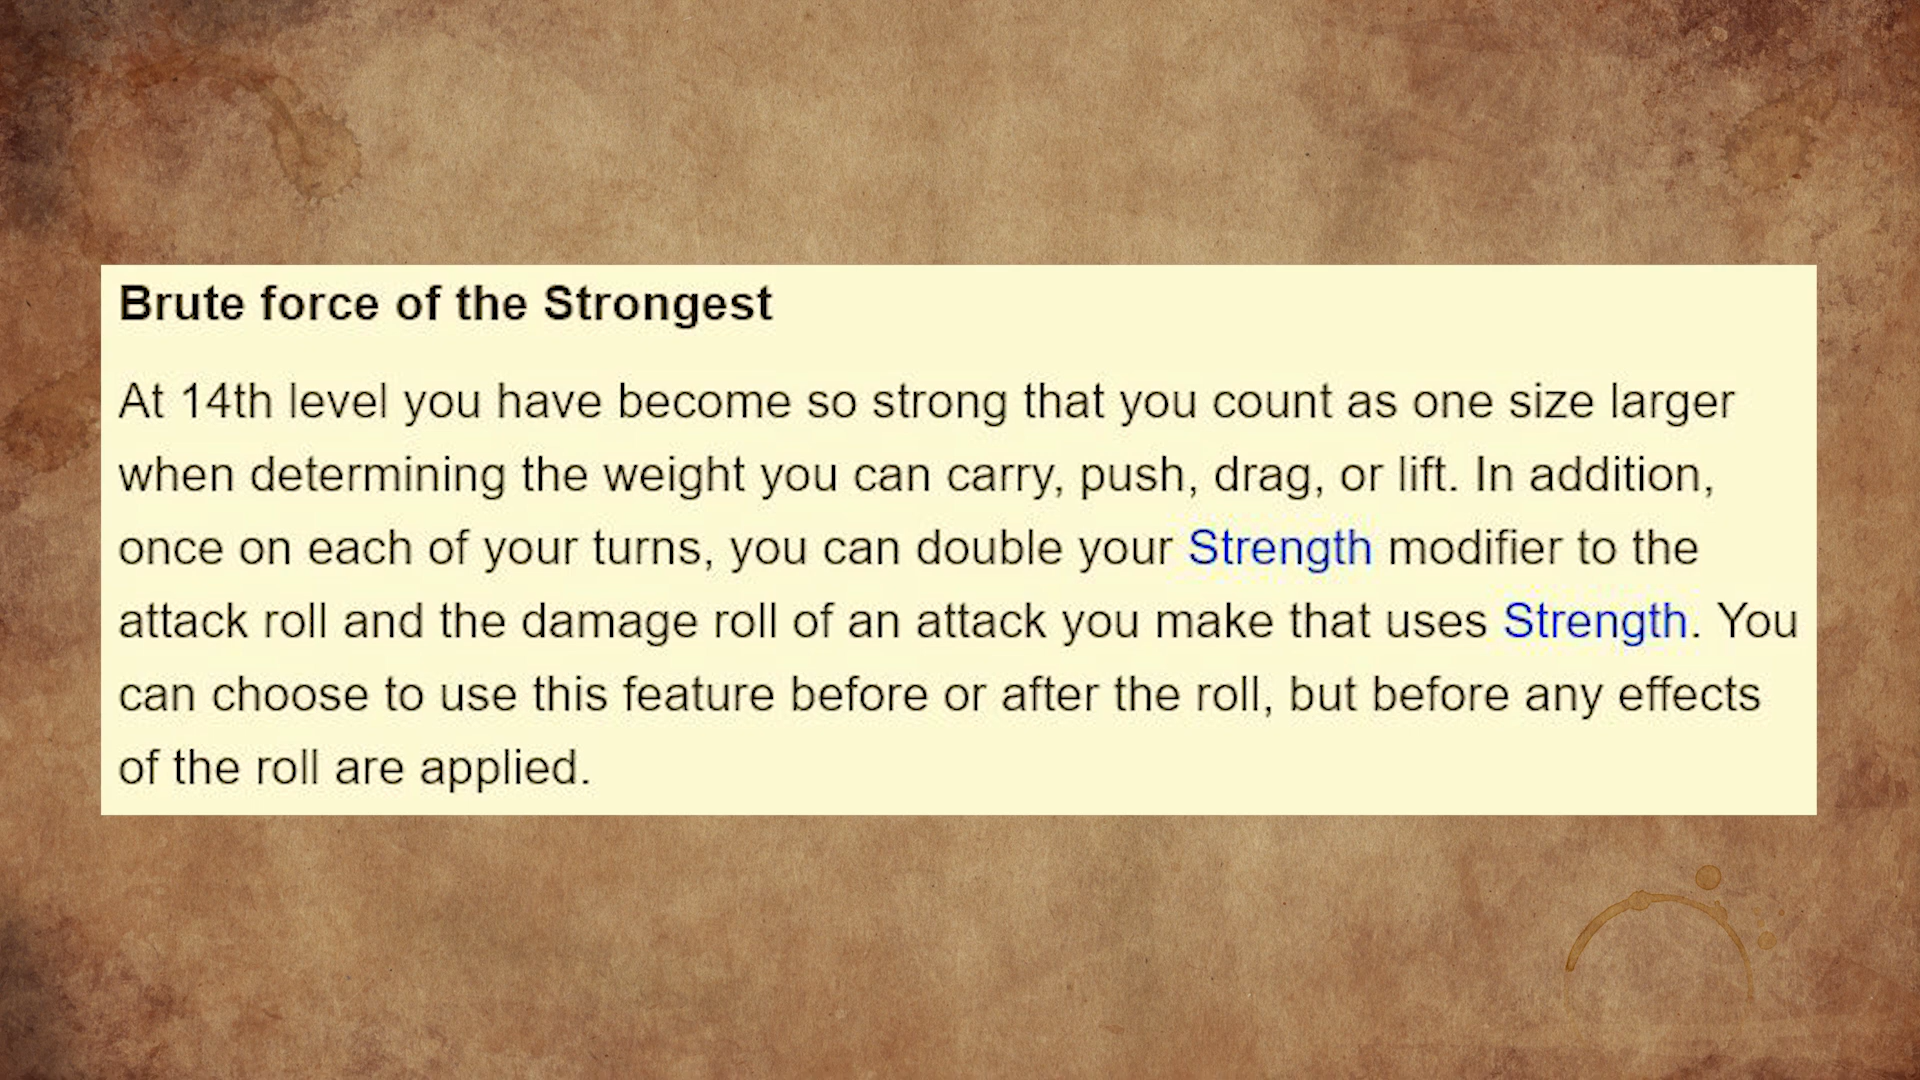 Brute force of the Strongest
At 14th level you have become so strong that you count as one size larger
when determining the weight you can carry, push, drag, or lift. In addition,
once on each of your turns, you can double your Strength modifier to the
attack roll and the damage roll of an attack you make that uses Strength. You
can choose to use this feature before or after the roll, but before any effects
of the roll are applied.